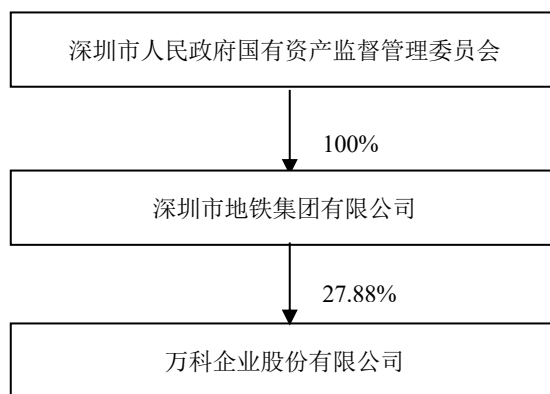 深圳市人民政府国有资产监督管理委员会
100%
深圳市地铁集团有限公司
27.88%
万科企业股份有限公司